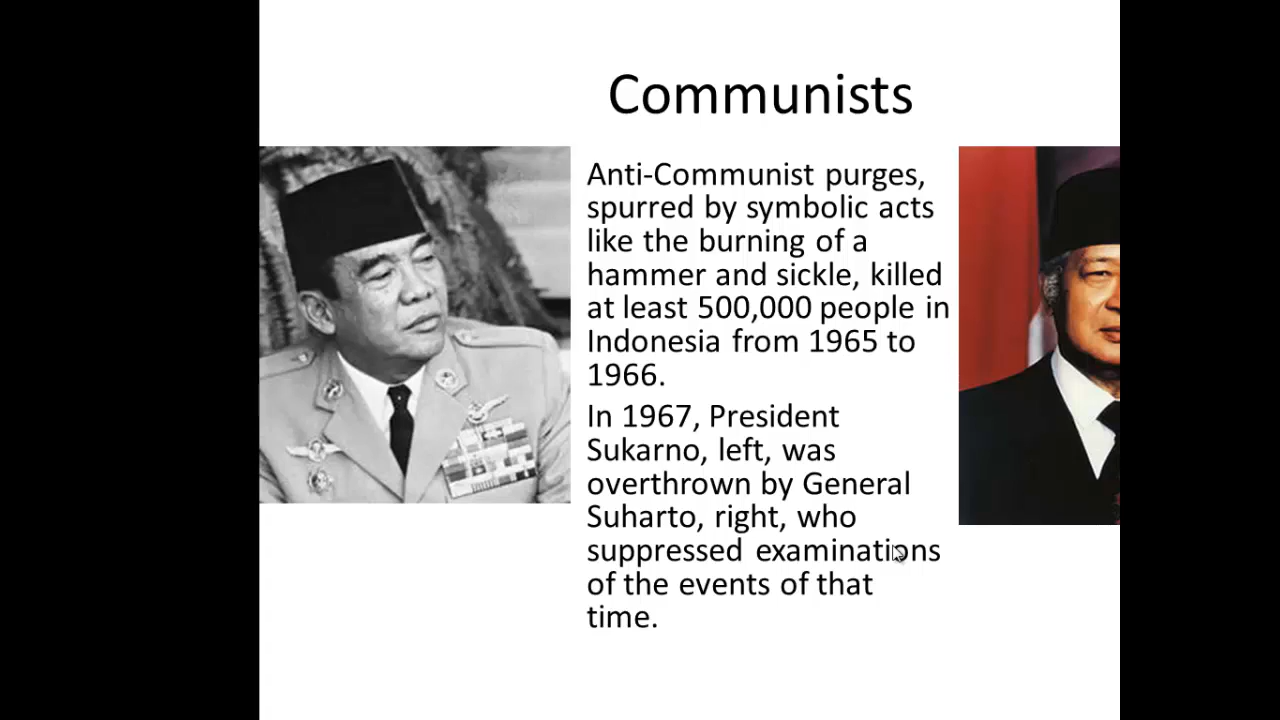 Communists
Anti-Communist purges,
spurred by symbolic acts
like the burning of a
hammer and sickle, killed
at least 500,000 people in
Indonesia from 1965 to
1966.
In 1967, President
Sukarno, left, was
overthrown by General
Suharto, right, who
suppressed examinations
of the events of that
time.